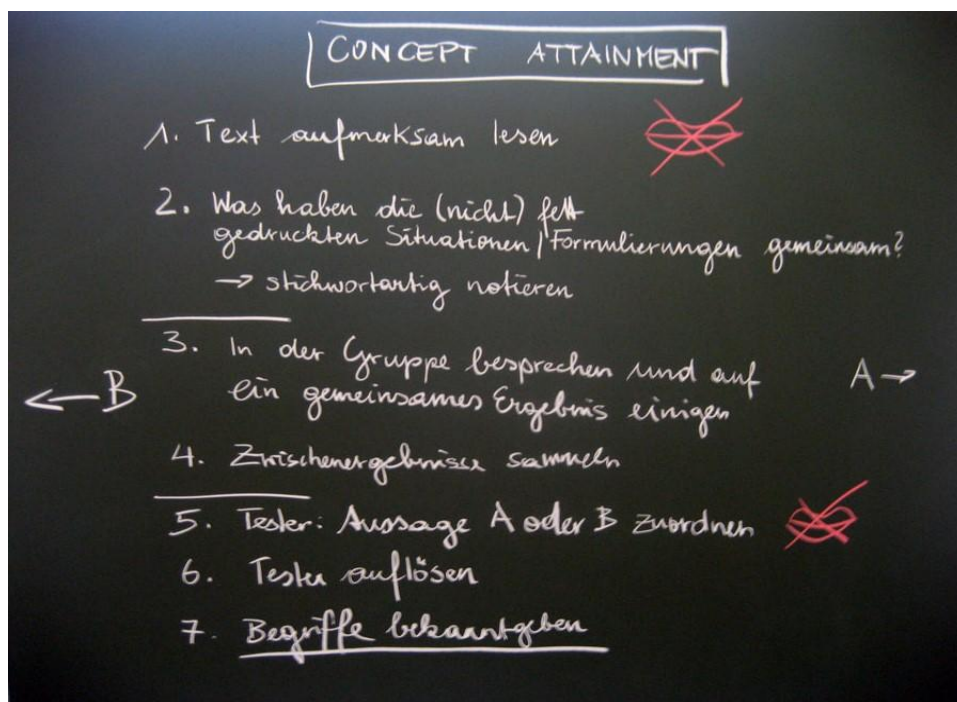 CONCEPT ATTAINMENT
1. Text aufmerksam lesen
2. Was haben die (nicht) fett
gedruckten Situationen / Formulierungen gemeinsam?
→ stichwortartig notieren
3. In der Gruppe besprechen und auf
ein gemeinsames Ergebnis einigen
← B
A →
4. Zwischenergebnisse sammeln
5. Tester: Aussage A oder B zuordnen
6. Tester auflösen
7. Begriffe bekanntgeben